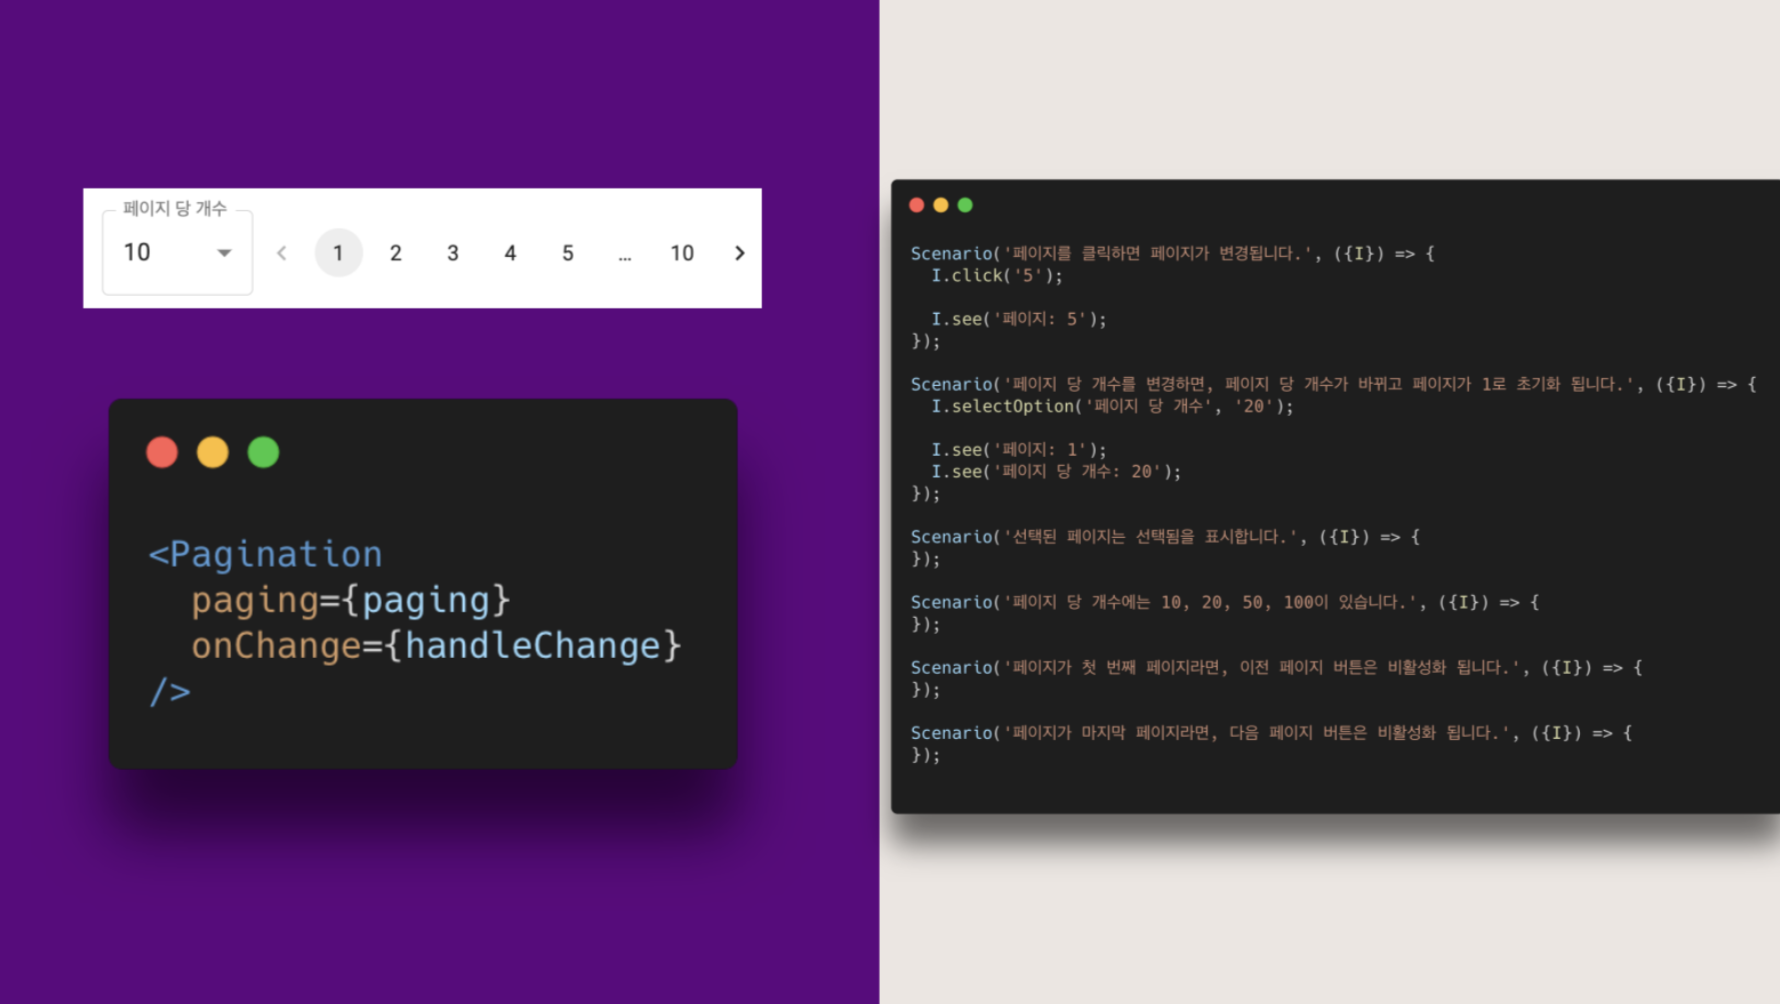 페이지 당 개수
10
1 2 3 4 5 … 10
<Pagination
  paging={paging}
  onChange={handleChange}
/>
Scenario('페이지를 클릭하면 페이지가 변경됩니다.', ({I}) => {
  I.click('5');
  I.see('페이지: 5');
});
Scenario('페이지 당 개수를 변경하면, 페이지 당 개수가 바뀌고 페이지가 1로 초기화 됩니다.', ({I}) => {
  I.selectOption('페이지 당 개수', '20');
  I.see('페이지: 1');
  I.see('페이지 당 개수: 20');
});
Scenario('선택된 페이지는 선택됨을 표시합니다.', ({I}) => {
});
Scenario('페이지 당 개수에는 10, 20, 50, 100이 있습니다.', ({I}) => {
});
Scenario('페이지가 첫 번째 페이지라면, 이전 페이지 버튼은 비활성화 됩니다.', ({I}) => {
});
Scenario('페이지가 마지막 페이지라면, 다음 페이지 버튼은 비활성화 됩니다.', ({I}) => {
});